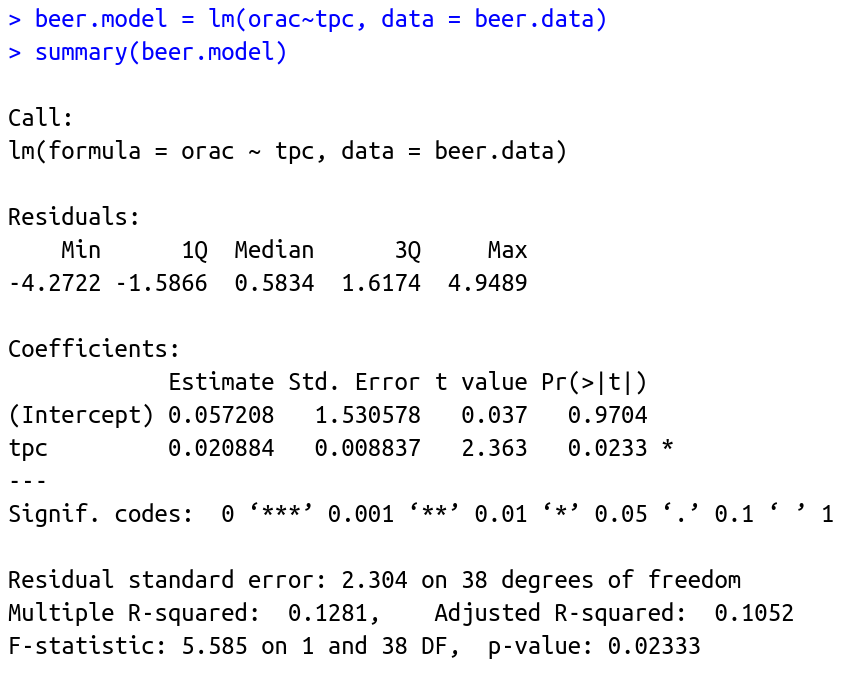 > beer.model = lm(orac~tpc, data = beer.data)
> summary(beer.model)
Call:
lm(formula = orac ~ tpc, data = beer.data)
Residuals:
    Min      1Q  Median      3Q     Max
-4.2722 -1.5866  0.5834  1.6174  4.9489
Coefficients:
            Estimate Std. Error t value Pr(>|t|)
(Intercept) 0.057208   1.530578   0.037   0.9704
tpc         0.020884   0.008837   2.363   0.0233 *
---
Signif. codes:  0 ‘***’ 0.001 ‘**’ 0.01 ‘*’ 0.05 ‘.’ 0.1 ‘ ’ 1
Residual standard error: 2.304 on 38 degrees of freedom
Multiple R-squared:  0.1281,    Adjusted R-squared:  0.1052
F-statistic: 5.585 on 1 and 38 DF,  p-value: 0.02333